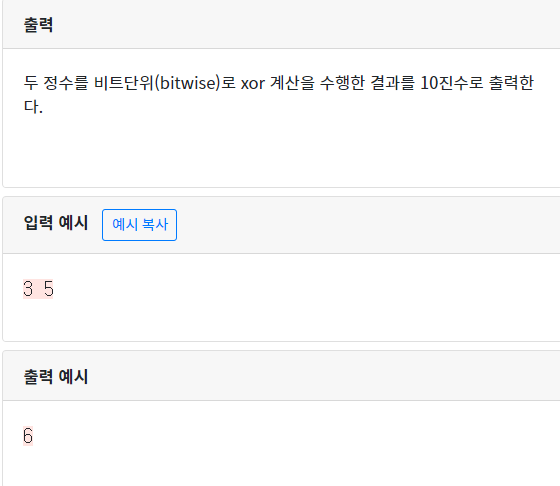 출력
두 정수를 비트단위(bitwise)로 xor 계산을 수행한 결과를 10진수로 출력한
다.
입력 예시 예시 복사
3 5
출력 예시
6